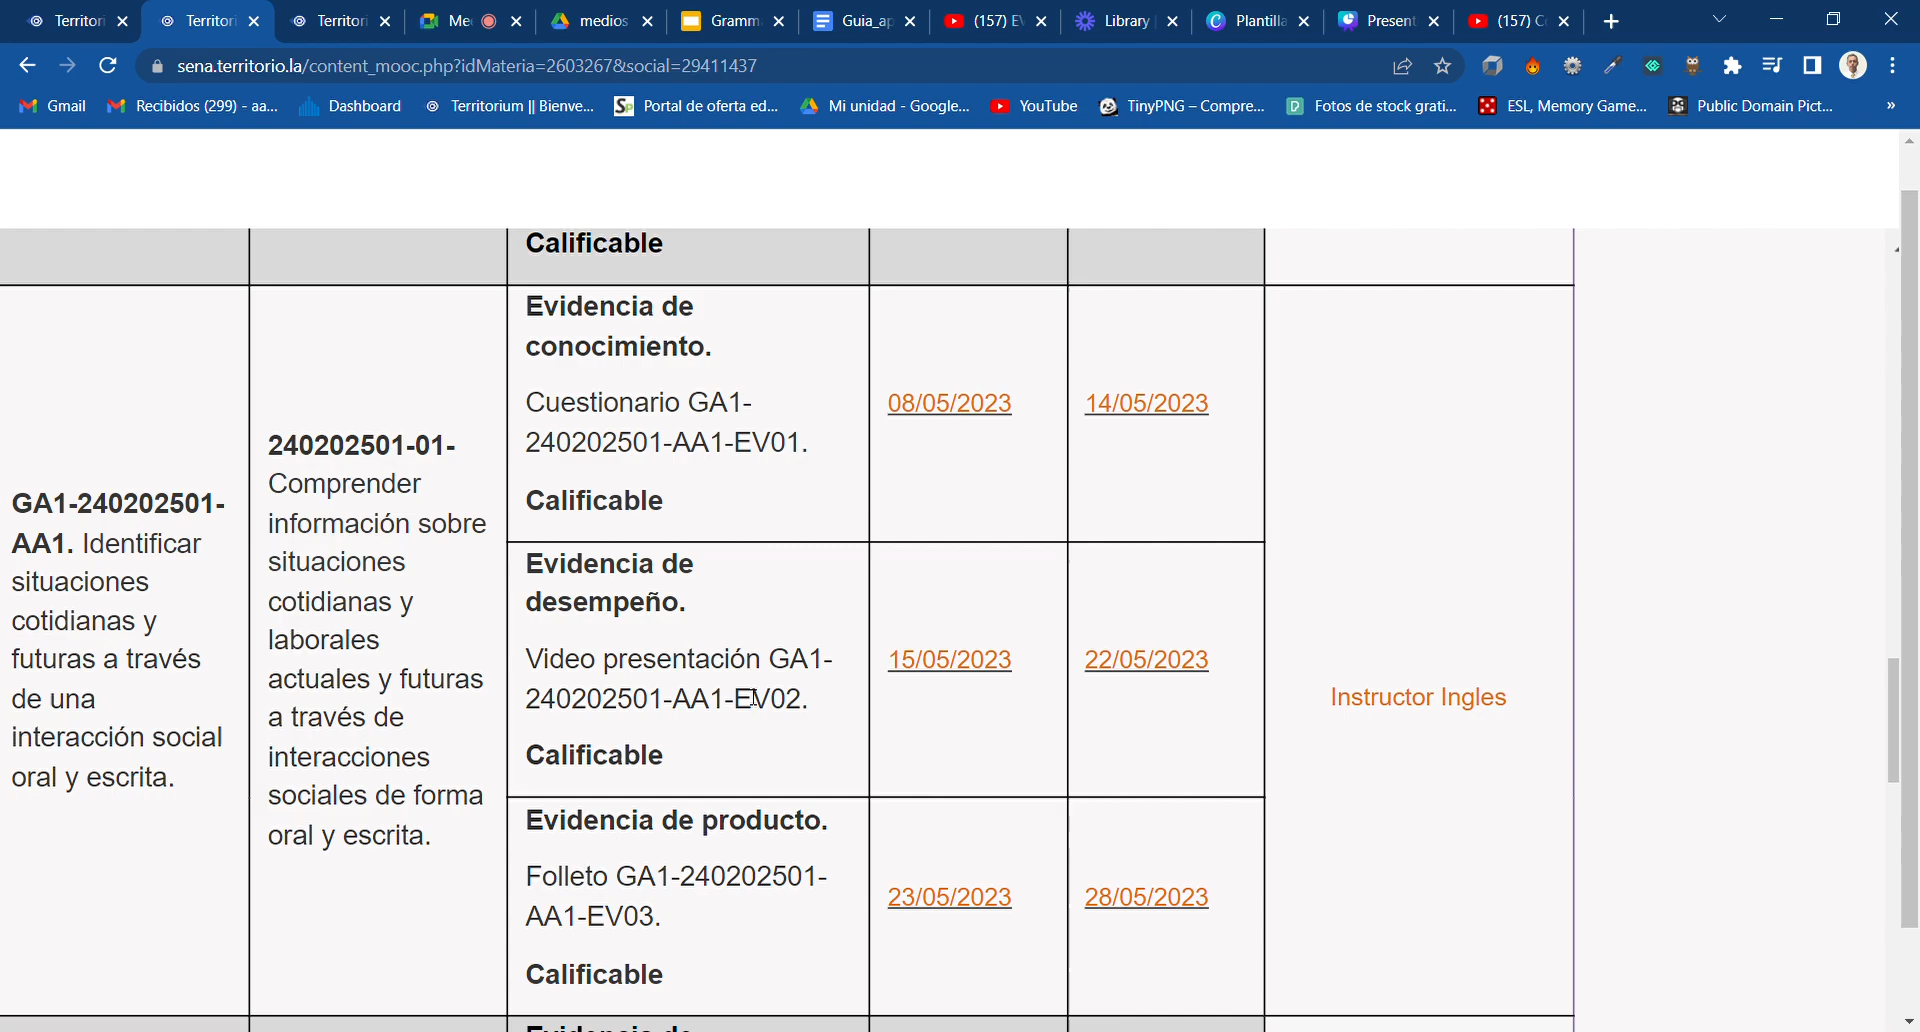 Territori
Territori
Territori
Me
medios
Gramm
Guia_ap
(157) E
Library
Plantilla
Present
(157) C
sena.territorio.la/content_mooc.php?idMateria=2603267&social=29411437
Gmail
Recibidos (299) - aa...
Dashboard
Territorium || Bienve...
Portal de oferta ed...
Mi unidad - Google...
YouTube
TinyPNG – Compre...
Fotos de stock grati...
ESL, Memory Game...
Public Domain Pict...
»
Calificable
GA1-240202501-
AA1. Identificar
situaciones
cotidianas y
futuras a través
de una
interacción social
oral y escrita.
240202501-01-
Comprender
información sobre
situaciones
cotidianas y
laborales
actuales y futuras
a través de
interacciones
sociales de forma
oral y escrita.
Evidencia de
conocimiento.
Cuestionario GA1-
240202501-AA1-EV01.
Calificable
08/05/2023
14/05/2023
Evidencia de
desempeño.
Video presentación GA1-
240202501-AA1-EV02.
Calificable
15/05/2023
22/05/2023
Evidencia de producto.
Folleto GA1-240202501-
AA1-EV03.
Calificable
23/05/2023
28/05/2023
Instructor Ingles
Evidencia de